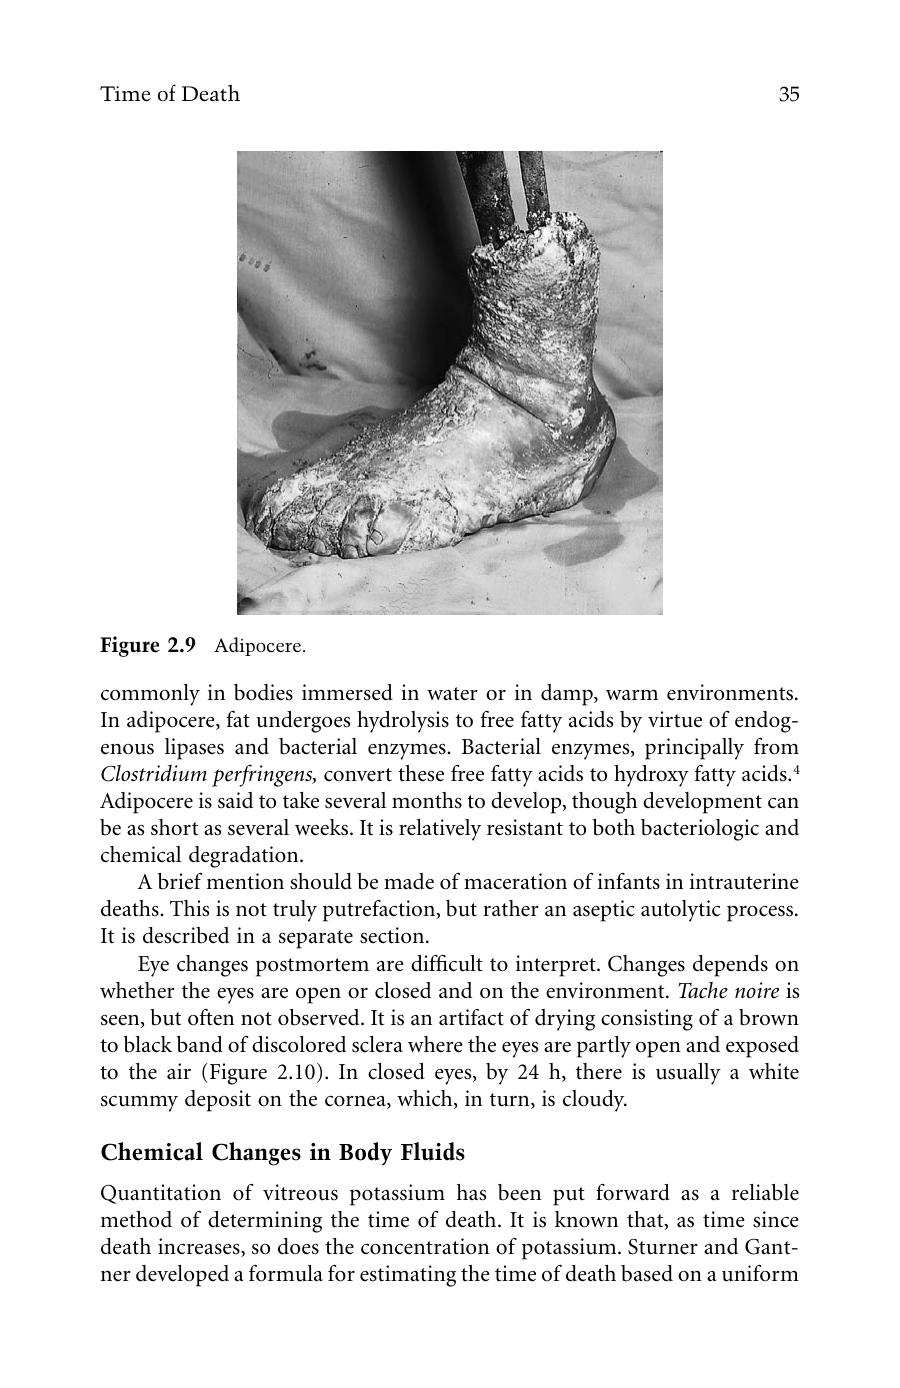 Time of Death 35
Figure 2.9 Adipocere.
commonly in bodies immersed in water or in damp, warm environments.
In adipocere, fat undergoes hydrolysis to free fatty acids by virtue of endog-
enous lipases and bacterial enzymes. Bacterial enzymes, principally from
Clostridium perfringens, convert these free fatty acids to hydroxy fatty acids.4
Adipocere is said to take several months to develop, though development can
be as short as several weeks. It is relatively resistant to both bacteriologic and
chemical degradation.
A brief mention should be made of maceration of infants in intrauterine
deaths. This is not truly putrefaction, but rather an aseptic autolytic process.
It is described in a separate section.
Eye changes postmortem are difficult to interpret. Changes depends on
whether the eyes are open or closed and on the environment. Tache noire is
seen, but often not observed. It is an artifact of drying consisting of a brown
to black band of discolored sclera where the eyes are partly open and exposed
to the air (Figure 2.10). In closed eyes, by 24 h, there is usually a white
scummy deposit on the cornea, which, in turn, is cloudy.
Chemical Changes in Body Fluids
Quantitation of vitreous potassium has been put forward as a reliable
method of determining the time of death. It is known that, as time since
death increases, so does the concentration of potassium. Sturner and Gant-
ner developed a formula for estimating the time of death based on a uniform